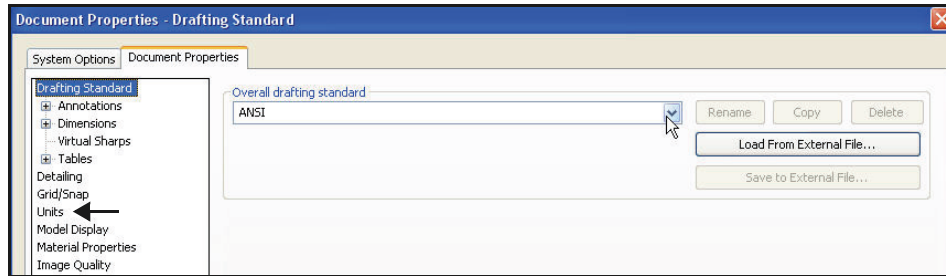 Document Properties - Drafting Standard
System Options Document Properties
Drafting Standard
Annotations
Dimensions
Virtual Sharps
Tables
Detailing
Grid/Snap
Units
Model Display
Material Properties
Image Quality
Overall drafting standard
ANSI
Rename Copy Delete
Load From External File...
Save to External File...